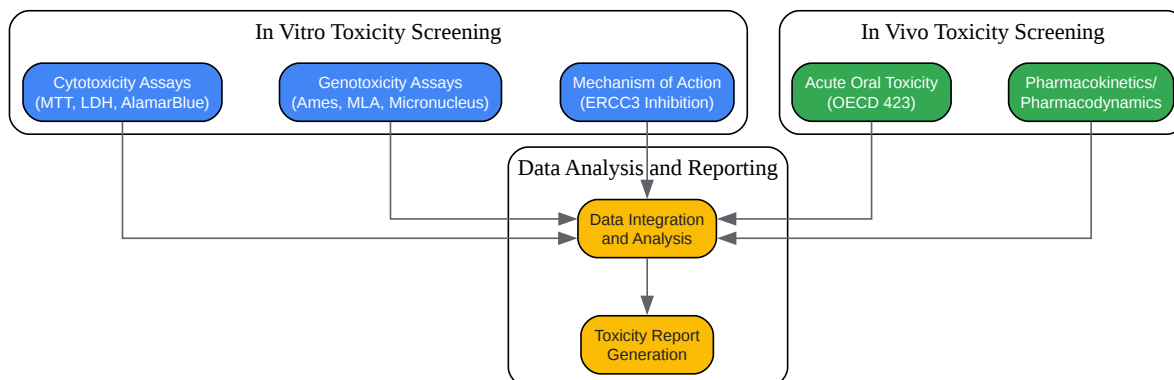 In Vitro Toxicity Screening
Cytotoxicity Assays
(MTT, LDH, AlamarBlue)
Genotoxicity Assays
(Ames, MLA, Micronucleus)
Mechanism of Action
(ERCC3 Inhibition)
In Vivo Toxicity Screening
Acute Oral Toxicity
(OECD 423)
Pharmacokinetics/
Pharmacodynamics
Data Analysis and Reporting
Data Integration
and Analysis
Toxicity Report
Generation